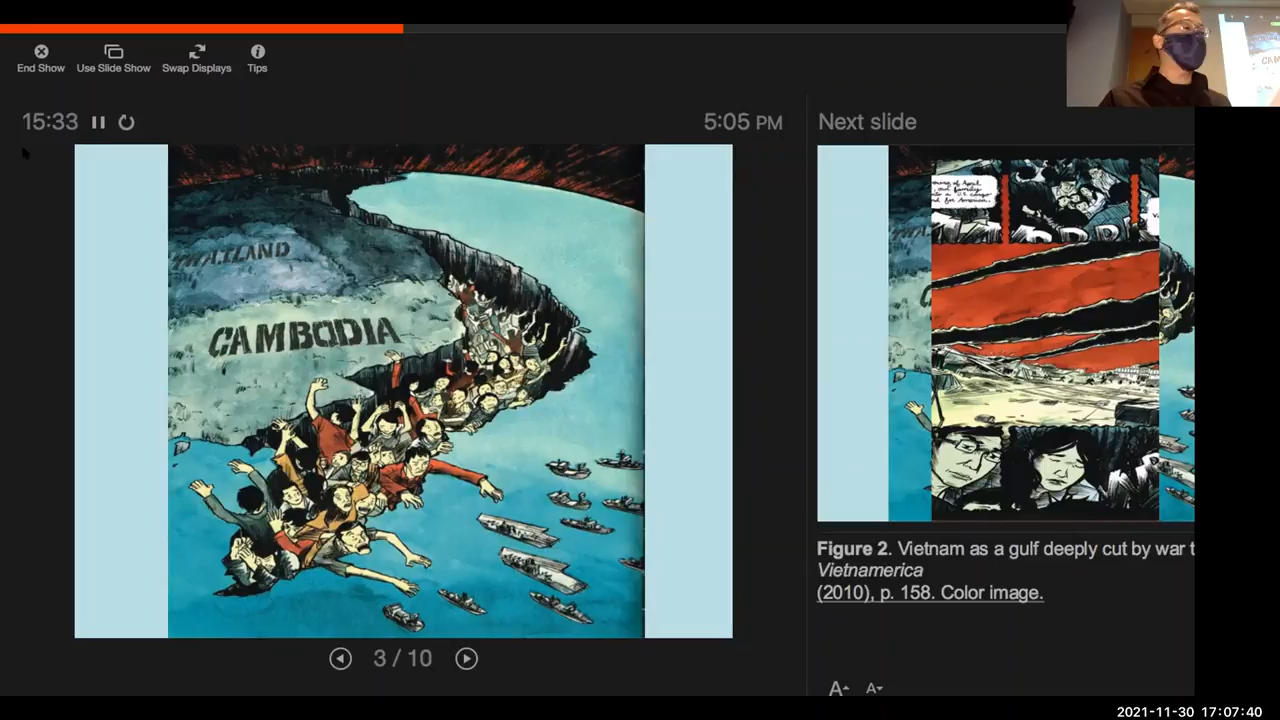 End Show
Use Slide Show
Swap Displays
Tips
15:33
5:05 PM
Next slide
THAILAND
CAMBODIA
3 / 10
Figure 2. Vietnam as a gulf deeply cut by war t
Vietnamerica
(2010), p. 158. Color image.
2021-11-30 17:07:40